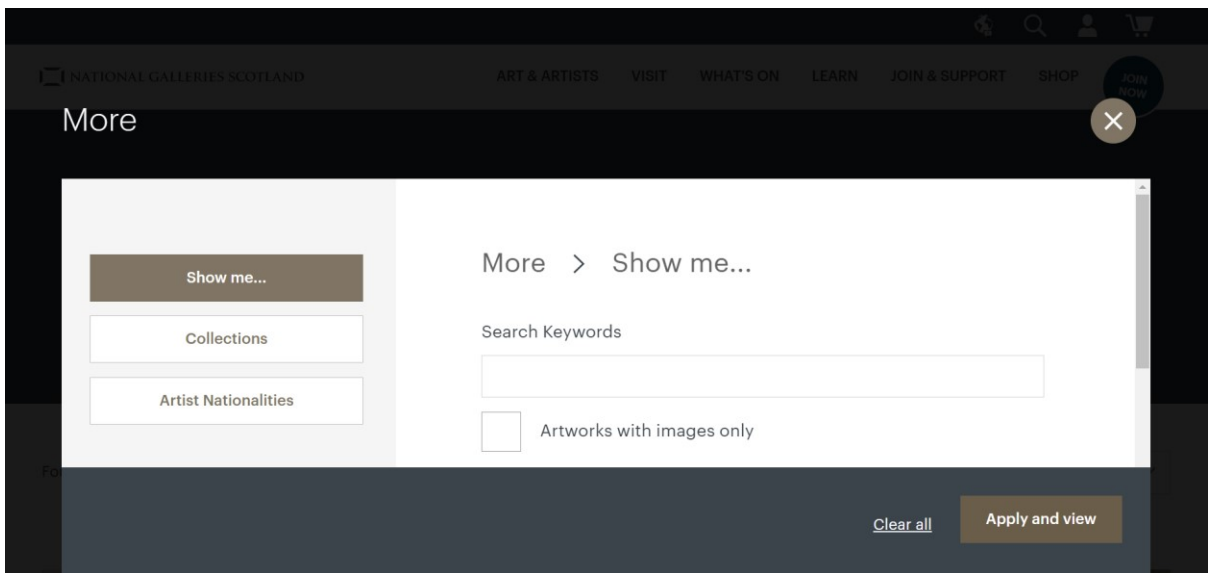 NATIONAL GALLERIES SCOTLAND
ART & ARTISTS VISIT WHAT'S ON LEARN JOIN & SUPPORT SHOP
JOIN
NOW
More
Show me...
Collections
Artist Nationalities
More > Show me...
Search Keywords
Artworks with images only
Fo
Clear all
Apply and view